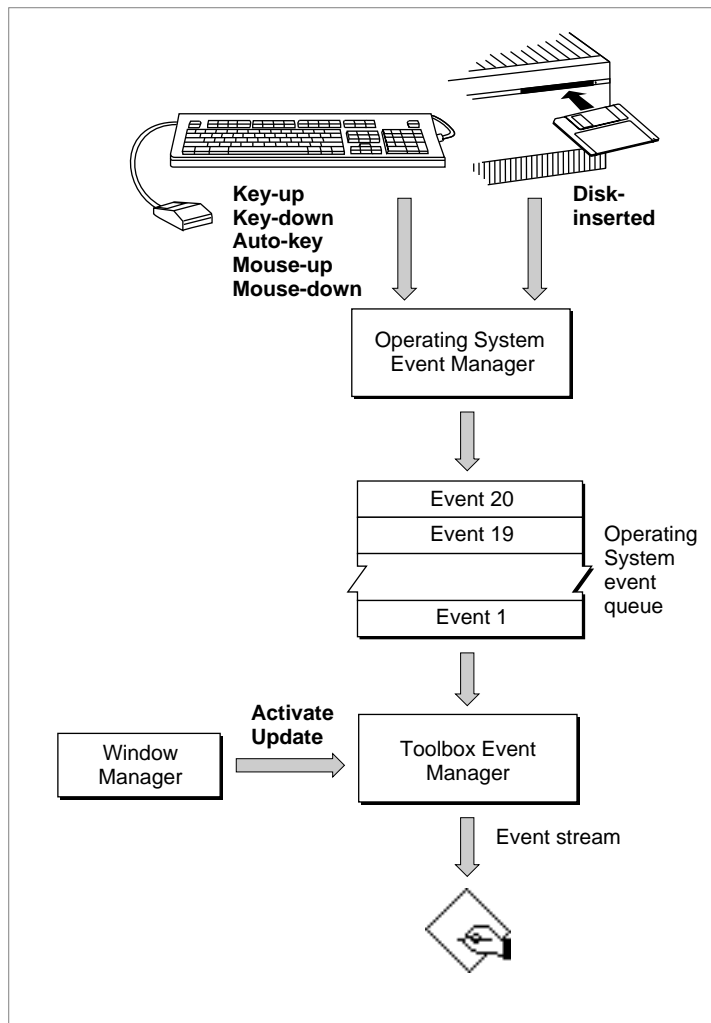 Key-up
Key-down
Auto-key
Mouse-up
Mouse-down
Disk-
inserted
Operating System
Event Manager
Event 20
Event 19
Event 1
Operating
System
event
queue
Activate
Update
Window
Manager
Toolbox Event
Manager
Event stream